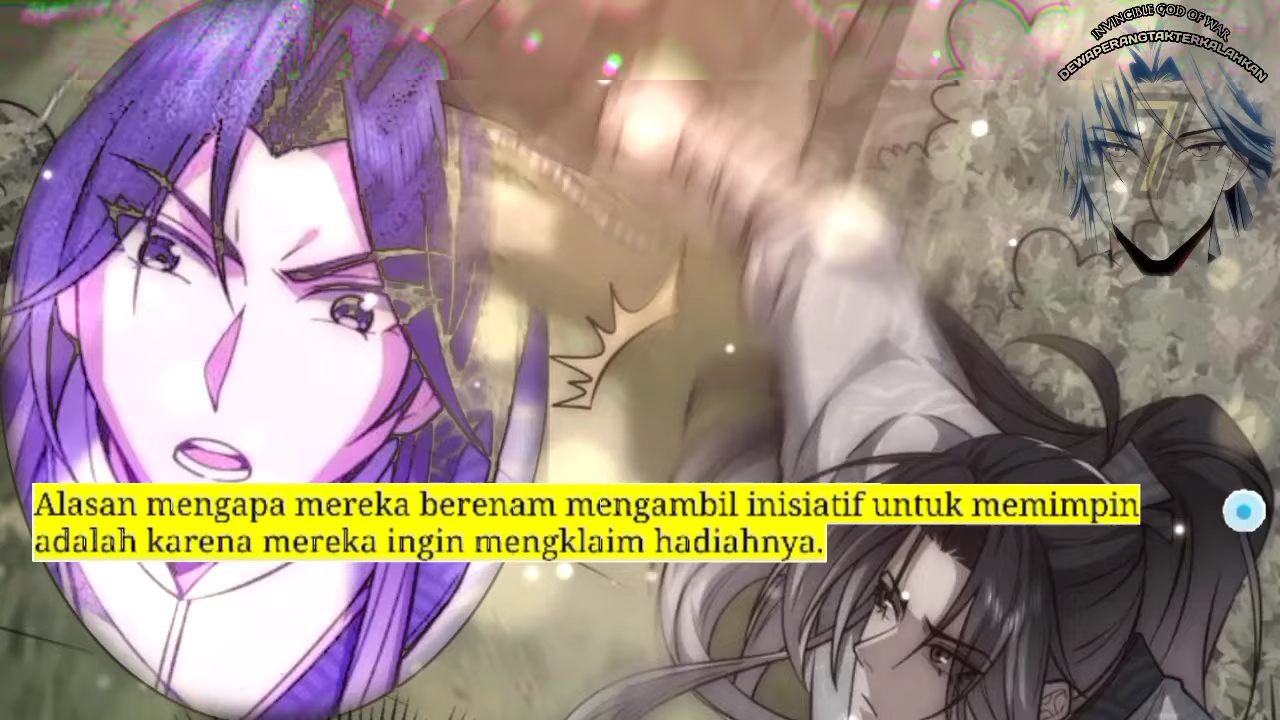 INVINCIBLE GOD OF WAR
DEWAPERANGTAKTERKALAHKAN
7
Alasan mengapa mereka berenam mengambil inisiatif untuk memimpin
adalah karena mereka ingin mengklaim hadiahnya.